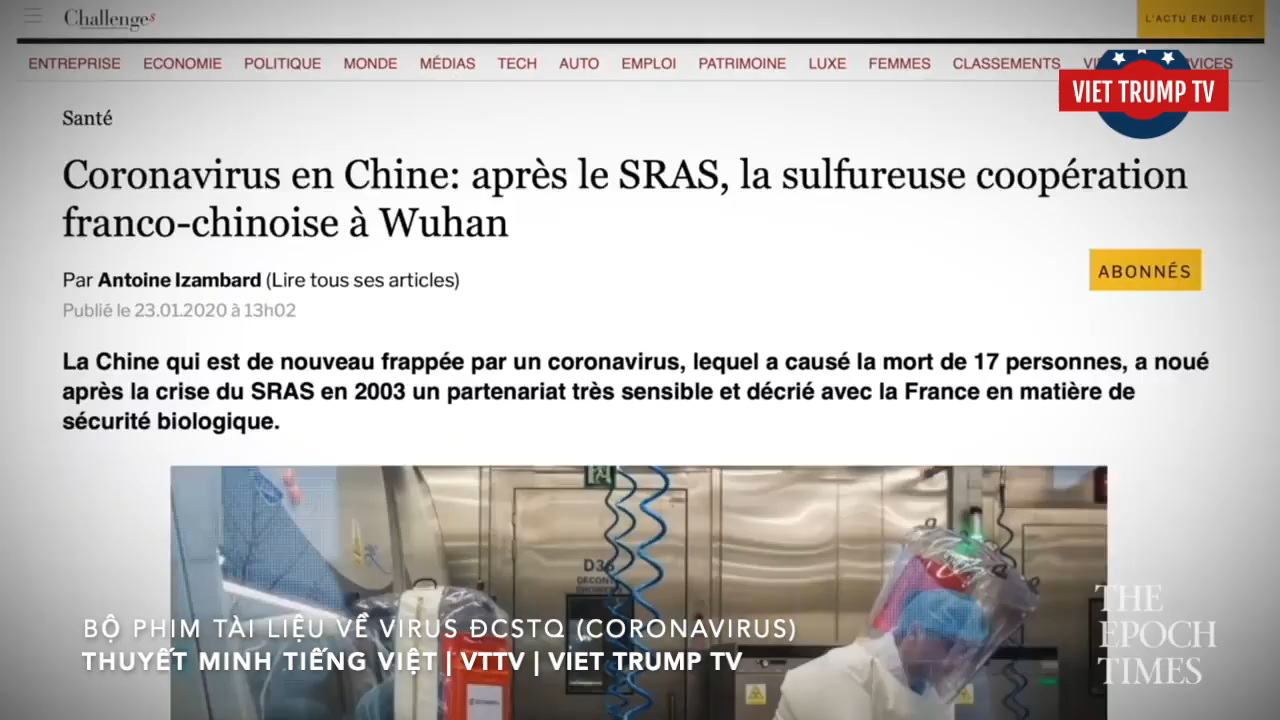 Challenges
L'ACTU EN DIRECT
ENTREPRISE ECONOMIE POLITIQUE MONDE MÉDIAS TECH AUTO EMPLOI PATRIMOINE LUXE FEMMES CLASSEMENTS
VIET TRUMP TV
Santé
Coronavirus en Chine: après le SRAS, la sulfureuse coopération
franco-chinoise à Wuhan
Par Antoine Izambard (Lire tous ses articles)
ABONNÉS
Publié le 23.01.2020 à 13h02
La Chine qui est de nouveau frappée par un coronavirus, lequel a causé la mort de 17 personnes, a noué
après la crise du SRAS en 2003 un partenariat très sensible et décrié avec la France en matière de
sécurité biologique.
BỘ PHIM TÀI LIỆU VỀ VIRUS ĐCSTQ (CORONAVIRUS)
THUYẾT MINH TIẾNG VIỆT | VTTV | VIET TRUMP TV
THE
EPOCH
TIMES